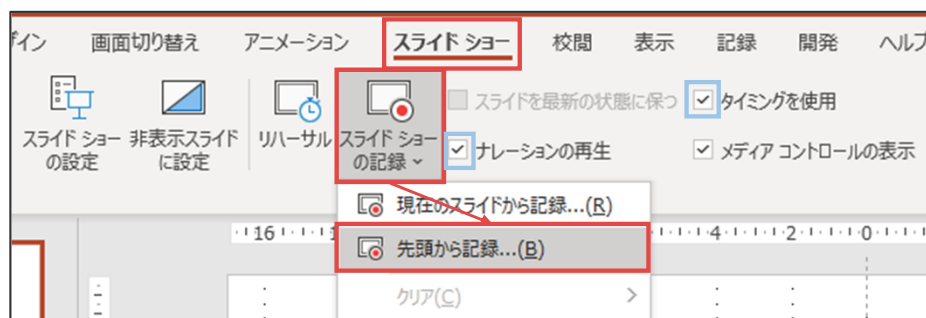 画面切り替え アニメーション スライド ショー 校閲 表示 記録 開発 ヘルプ
スライド ショー
の設定
非表示スライド
に設定
リハーサル
スライド ショー
の記録
スライドを最新の状態に保つ
タイミングを使用
ナレーションの再生
メディア コントロールの表示
現在のスライドから記録...(R)
先頭から記録...(B)
クリア(C)
16 4 2 0